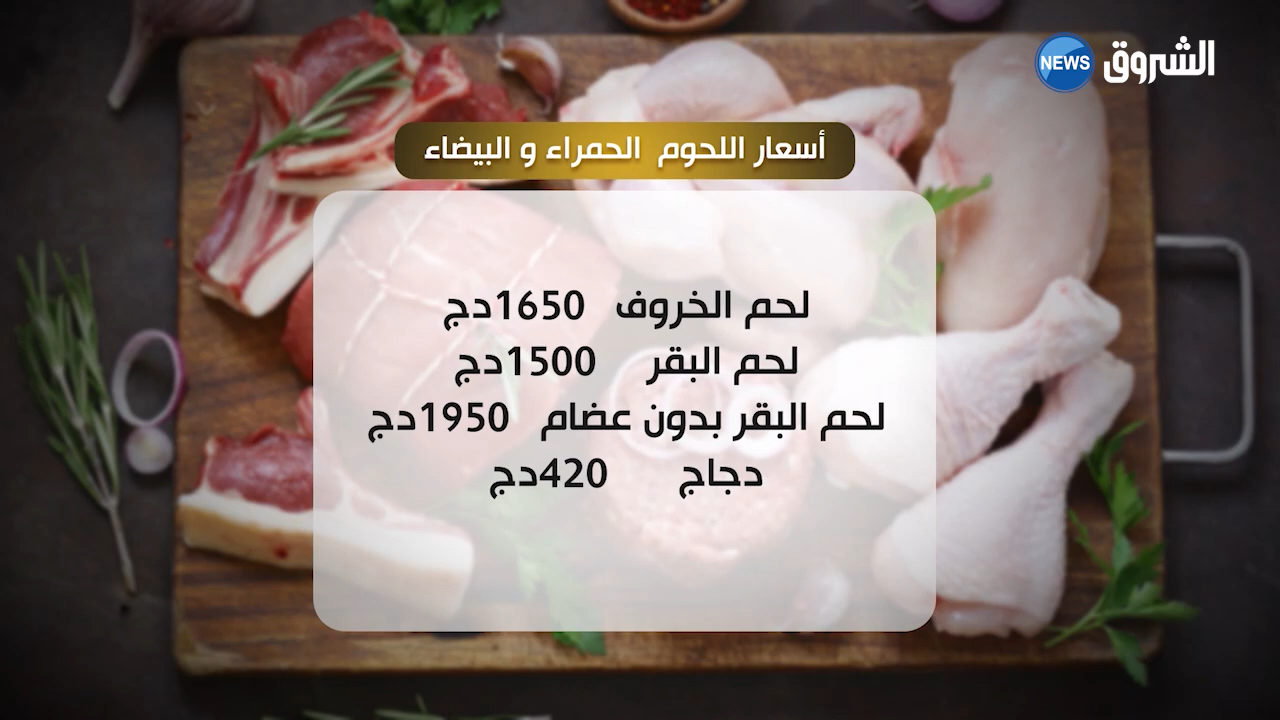 الشروق NEWS
أسعار اللحوم الحمراء و البيضاء
لحم الخروف 1650دج
لحم البقر 1500دج
لحم البقر بدون عضام 1950دج
دجاج 420دج